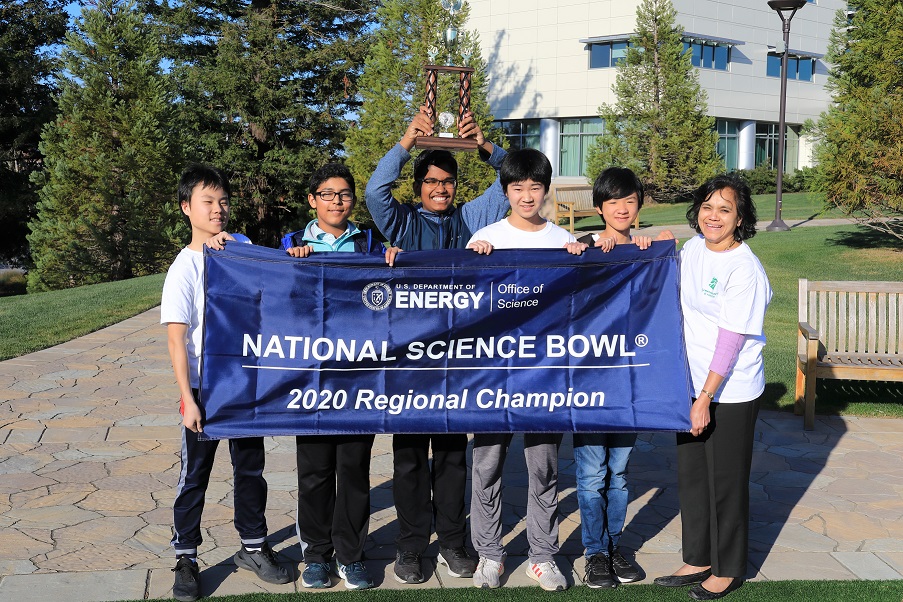 U.S. DEPARTMENT OF
ENERGY
Office of
Science
NATIONAL SCIENCE BOWL®
2020 Regional Champion